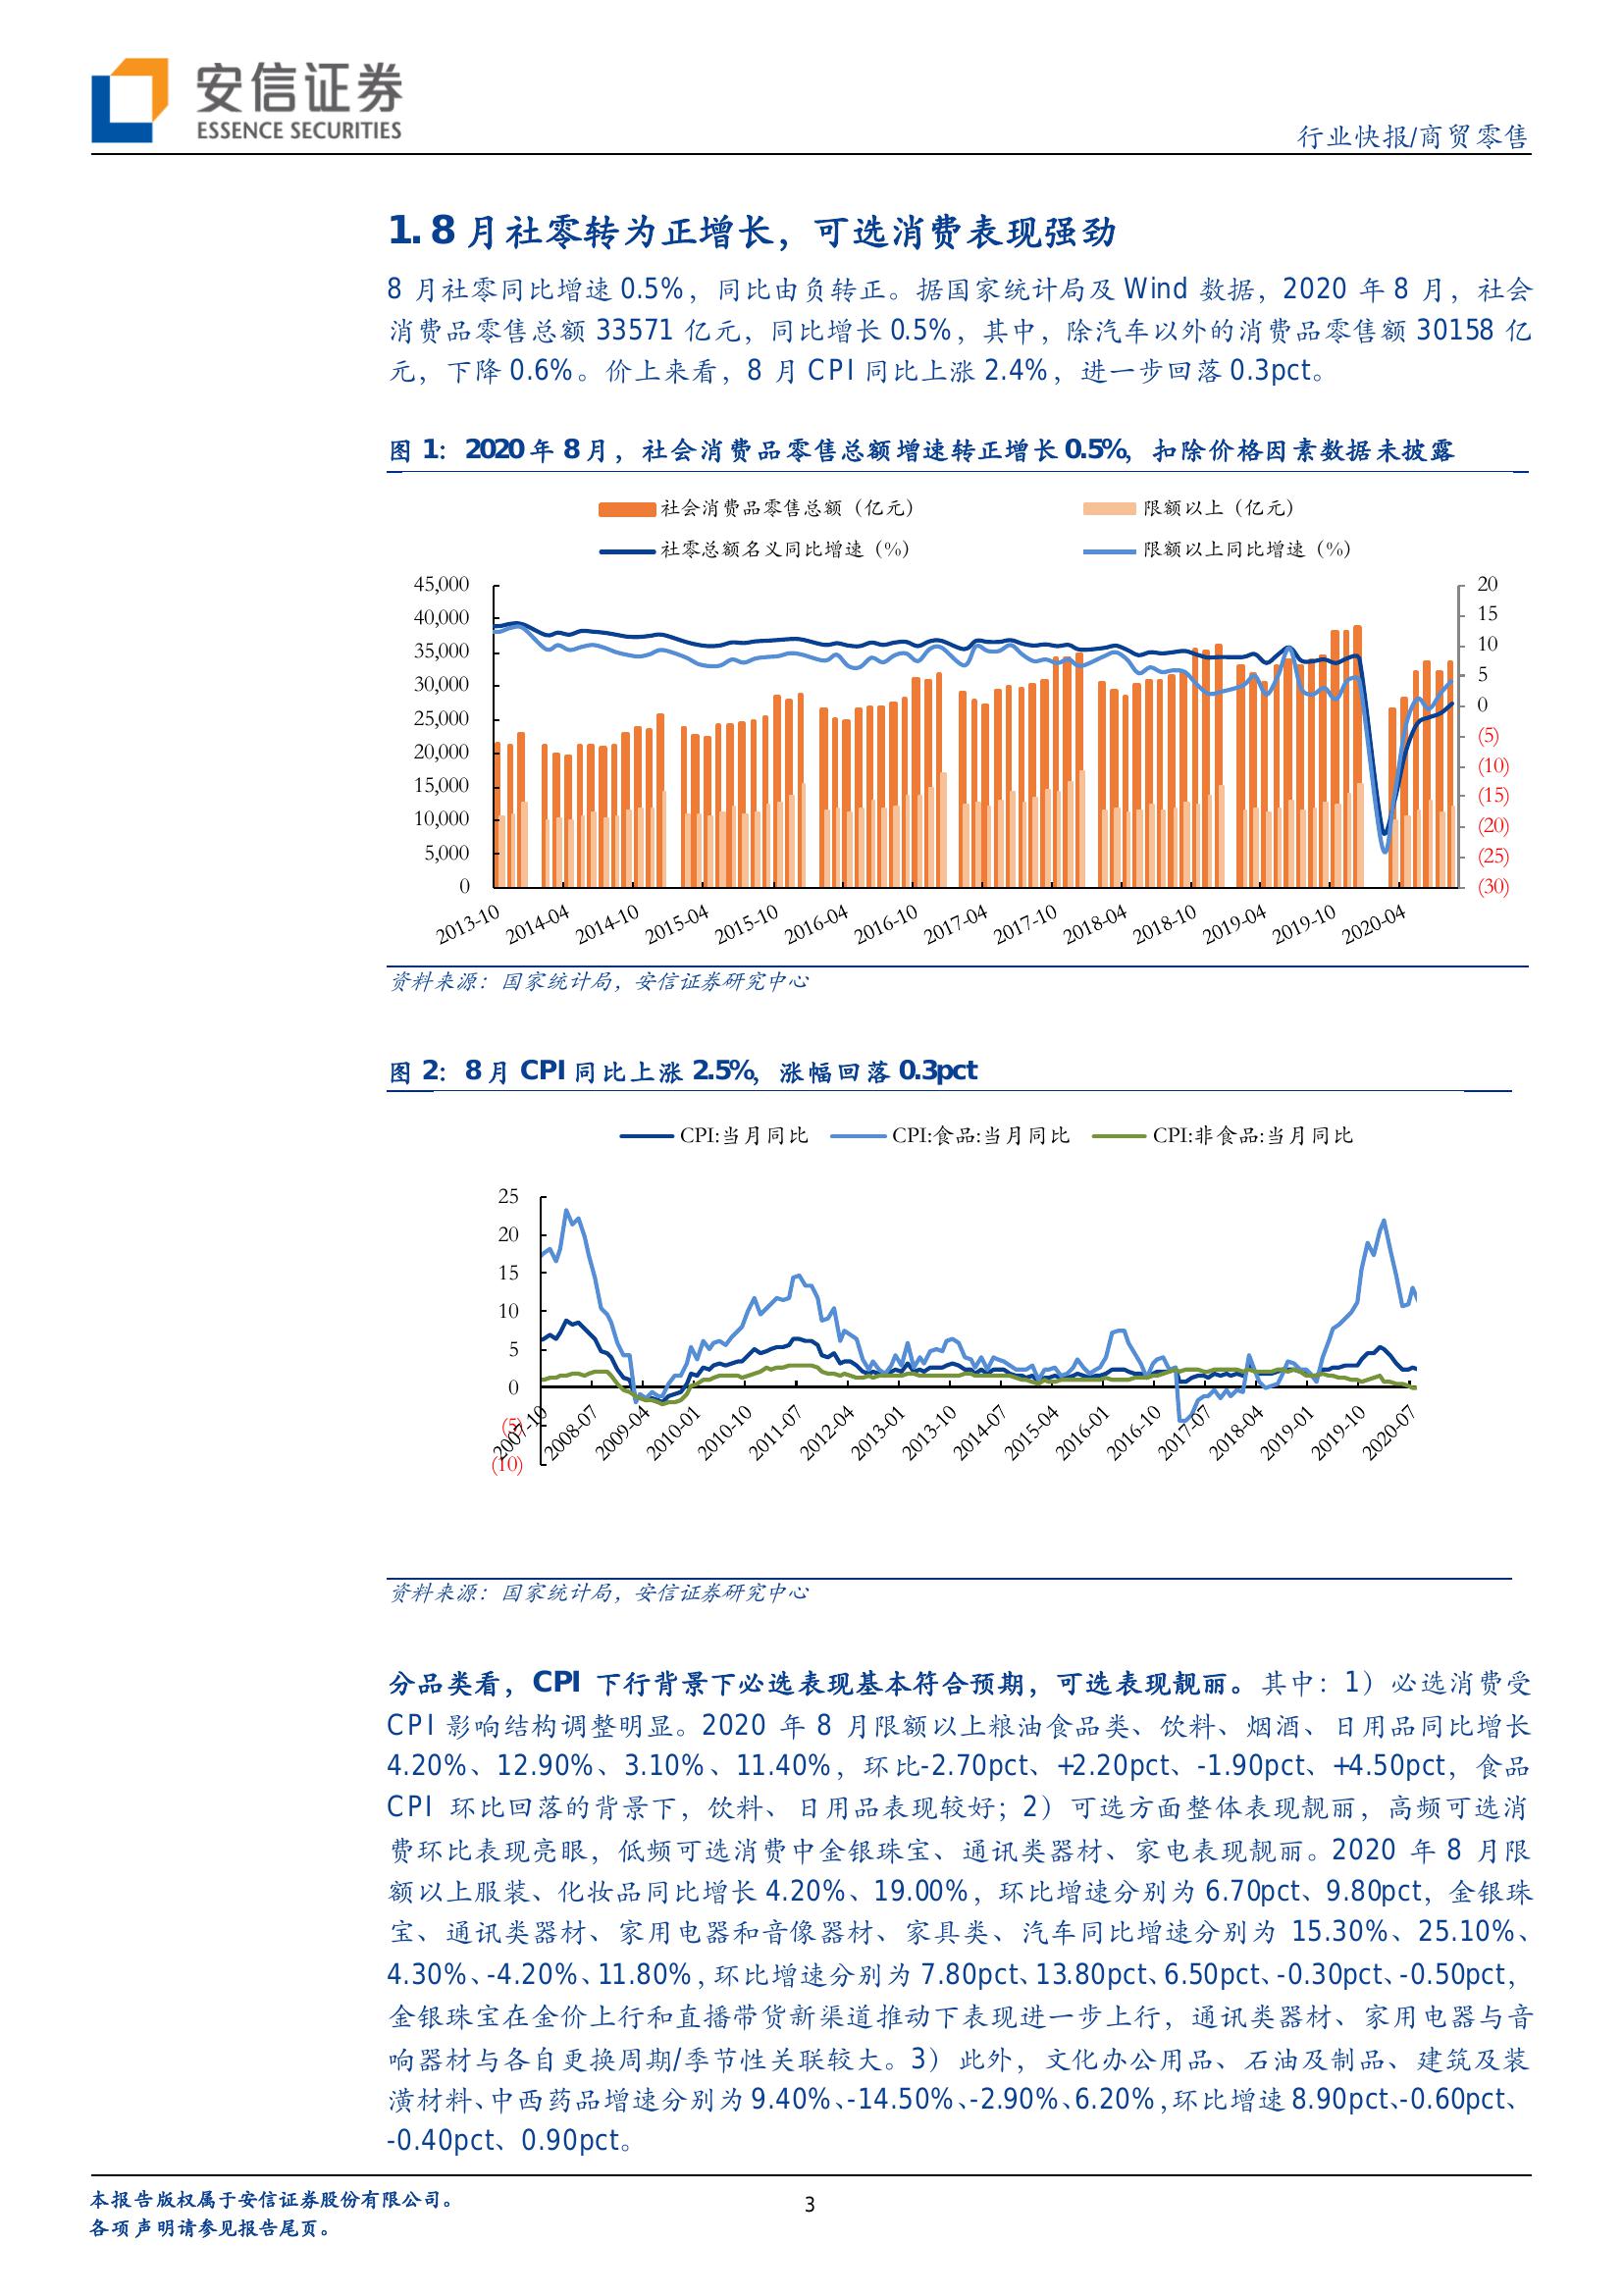 安信证券
ESSENCE SECURITIES
行业快报/商贸零售
1. 8 月社零转为正增长，可选消费表现强劲
8 月社零同比增速 0.5%，同比由负转正。据国家统计局及 Wind 数据，2020 年 8 月，社会
消费品零售总额 33571 亿元，同比增长 0.5%，其中，除汽车以外的消费品零售额 30158 亿
元，下降 0.6%。价上来看，8 月 CPI 同比上涨 2.4%，进一步回落 0.3pct。
图 1：2020 年 8 月，社会消费品零售总额增速转正增长 0.5%，扣除价格因素数据未披露
社会消费品零售总额（亿元） 限额以上（亿元）
社零总额名义同比增速（%） 限额以上同比增速（%）
45,000 20
40,000 15
35,000 10
30,000 5
25,000 0
20,000 (5)
15,000 (10)
10,000 (15)
5,000 (20)
0 (25)
(30)
2013-10 2014-04 2014-10 2015-04 2015-10 2016-04 2016-10 2017-04 2017-10 2018-04 2018-10 2019-04 2019-10 2020-04
资料来源：国家统计局，安信证券研究中心
图 2：8 月 CPI 同比上涨 2.5%，涨幅回落 0.3pct
CPI:当月同比 CPI:食品:当月同比 CPI:非食品:当月同比
25
20
15
10
5
0
(5)
(10)
2007-10 2008-07 2009-04 2010-01 2010-10 2011-07 2012-04 2013-01 2013-10 2014-07 2015-04 2016-01 2016-10 2017-07 2018-04 2019-01 2019-10 2020-07
资料来源：国家统计局，安信证券研究中心
分品类看，CPI 下行背景下必选表现基本符合预期，可选表现靓丽。其中：1）必选消费受
CPI 影响结构调整明显。2020 年 8 月限额以上粮油食品类、饮料、烟酒、日用品同比增长
4.20%、12.90%、3.10%、11.40%，环比-2.70pct、+2.20pct、-1.90pct、+4.50pct，食品
CPI 环比回落的背景下，饮料、日用品表现较好；2）可选方面整体表现靓丽，高频可选消
费环比表现亮眼，低频可选消费中金银珠宝、通讯类器材、家电表现靓丽。2020 年 8 月限
额以上服装、化妆品同比增长 4.20%、19.00%，环比增速分别为 6.70pct、9.80pct，金银珠
宝、通讯类器材、家用电器和音像器材、家具类、汽车同比增速分别为 15.30%、25.10%、
4.30%、-4.20%、11.80%，环比增速分别为 7.80pct、13.80pct、6.50pct、-0.30pct、-0.50pct，
金银珠宝在金价上行和直播带货新渠道推动下表现进一步上行，通讯类器材、家用电器与音
响器材与各自更换周期/季节性关联较大。3）此外，文化办公用品、石油及制品、建筑及装
潢材料、中西药品增速分别为 9.40%、-14.50%、-2.90%、6.20%，环比增速 8.90pct、-0.60pct、
-0.40pct、0.90pct。
本报告版权属于安信证券股份有限公司。
各项声明请参见报告尾页。
3